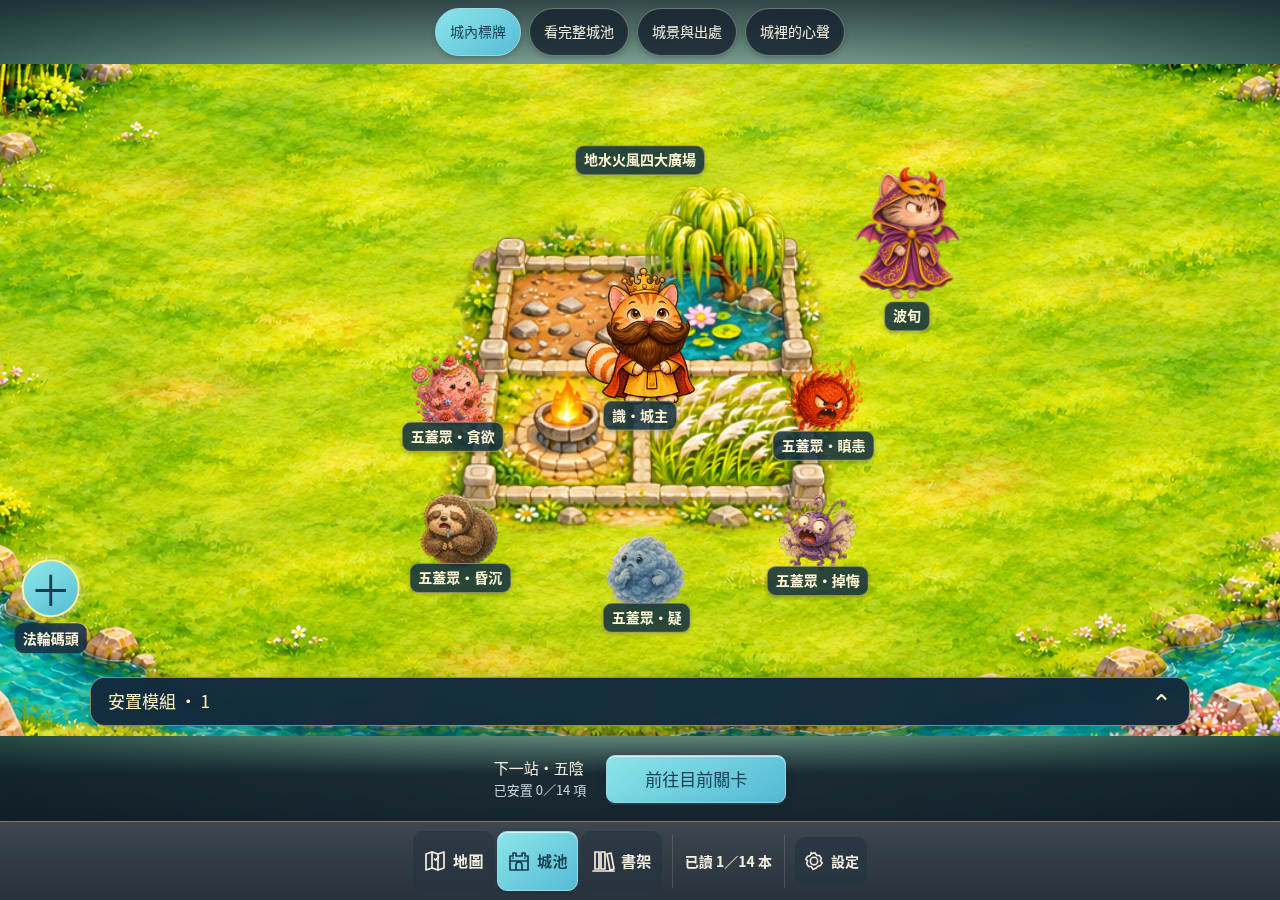 城內標牌
看完整城池
城景與出處
城裡的心聲
地水火風四大廣場
波旬
識・城主
五蓋眾・貪欲
五蓋眾・瞋恚
五蓋眾・昏沉
五蓋眾・掉悔
五蓋眾・疑
法輪碼頭
安置模組 ・ 1
下一站・五陰
已安置 0／14 項
前往目前關卡
地圖
城池
書架
已讀 1／14 本
設定